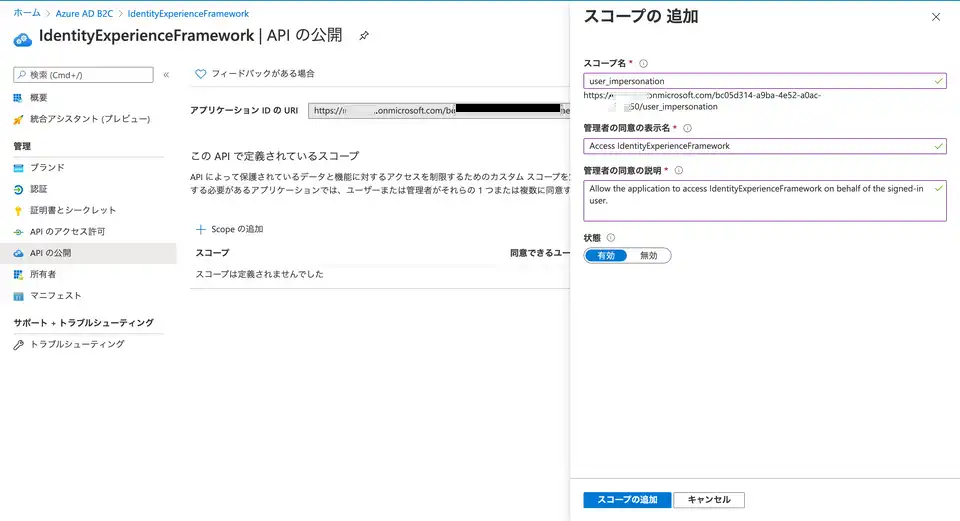 ホーム > Azure AD B2C > IdentityExperienceFramework
IdentityExperienceFramework | API の公開
検索 (Cmd+/)
概要
統合アシスタント (プレビュー)
管理
ブランド
認証
証明書とシークレット
API のアクセス許可
API の公開
所有者
マニフェスト
サポート + トラブルシューティング
トラブルシューティング
フィードバックがある場合
アプリケーション ID の URI
https://
.onmicrosoft.com/
この API で定義されているスコープ
API によって保護されているデータと機能に対するアクセスを制限するためのカスタム スコープを
する必要があるアプリケーションでは、ユーザーまたは管理者がそれらの 1 つまたは複数に同意す
Scope の追加
スコープ 同意できるユー
スコープは定義されませんでした
スコープの 追加
スコープ名 *
user_impersonation
https:// .onmicrosoft.com/bc05d314-a9ba-4e52-a0ac-
50/user_impersonation
管理者の同意の表示名 *
Access IdentityExperienceFramework
管理者の同意の説明 *
Allow the application to access IdentityExperienceFramework on behalf of the signed-in
user.
状態
有効 無効
スコープの追加 キャンセル